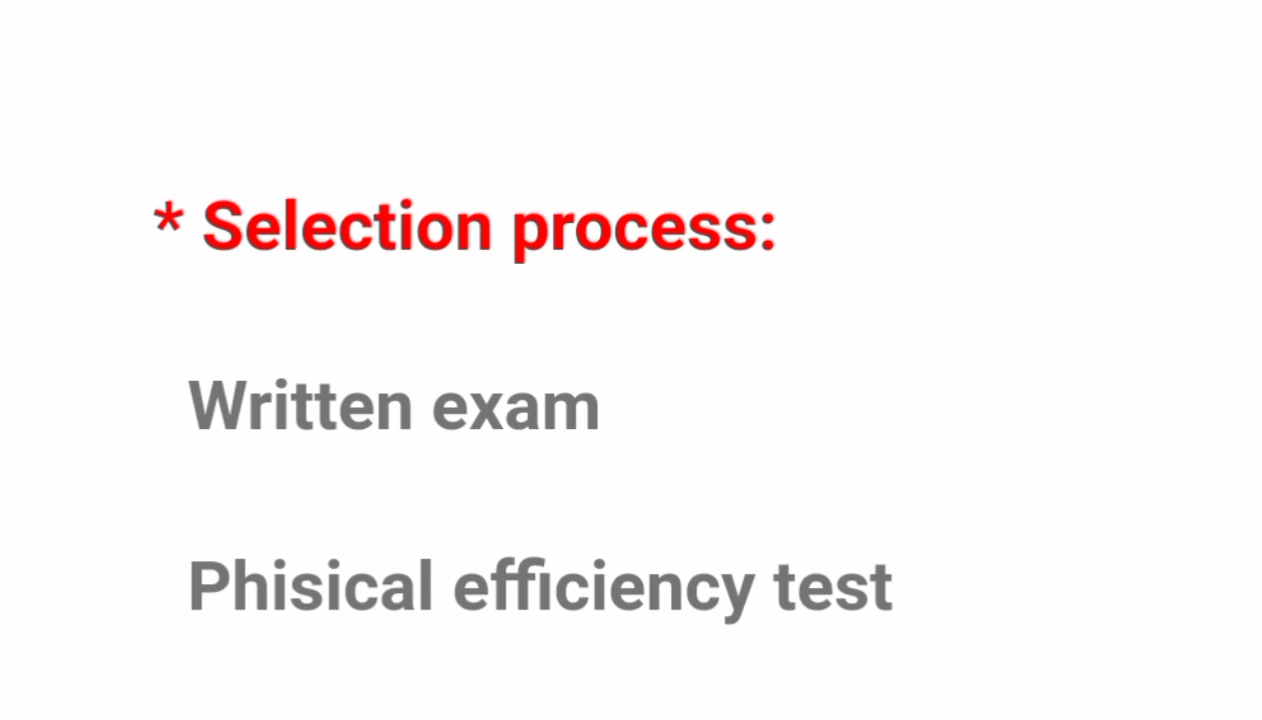 * Selection process:
Written exam
Phisical efficiency test